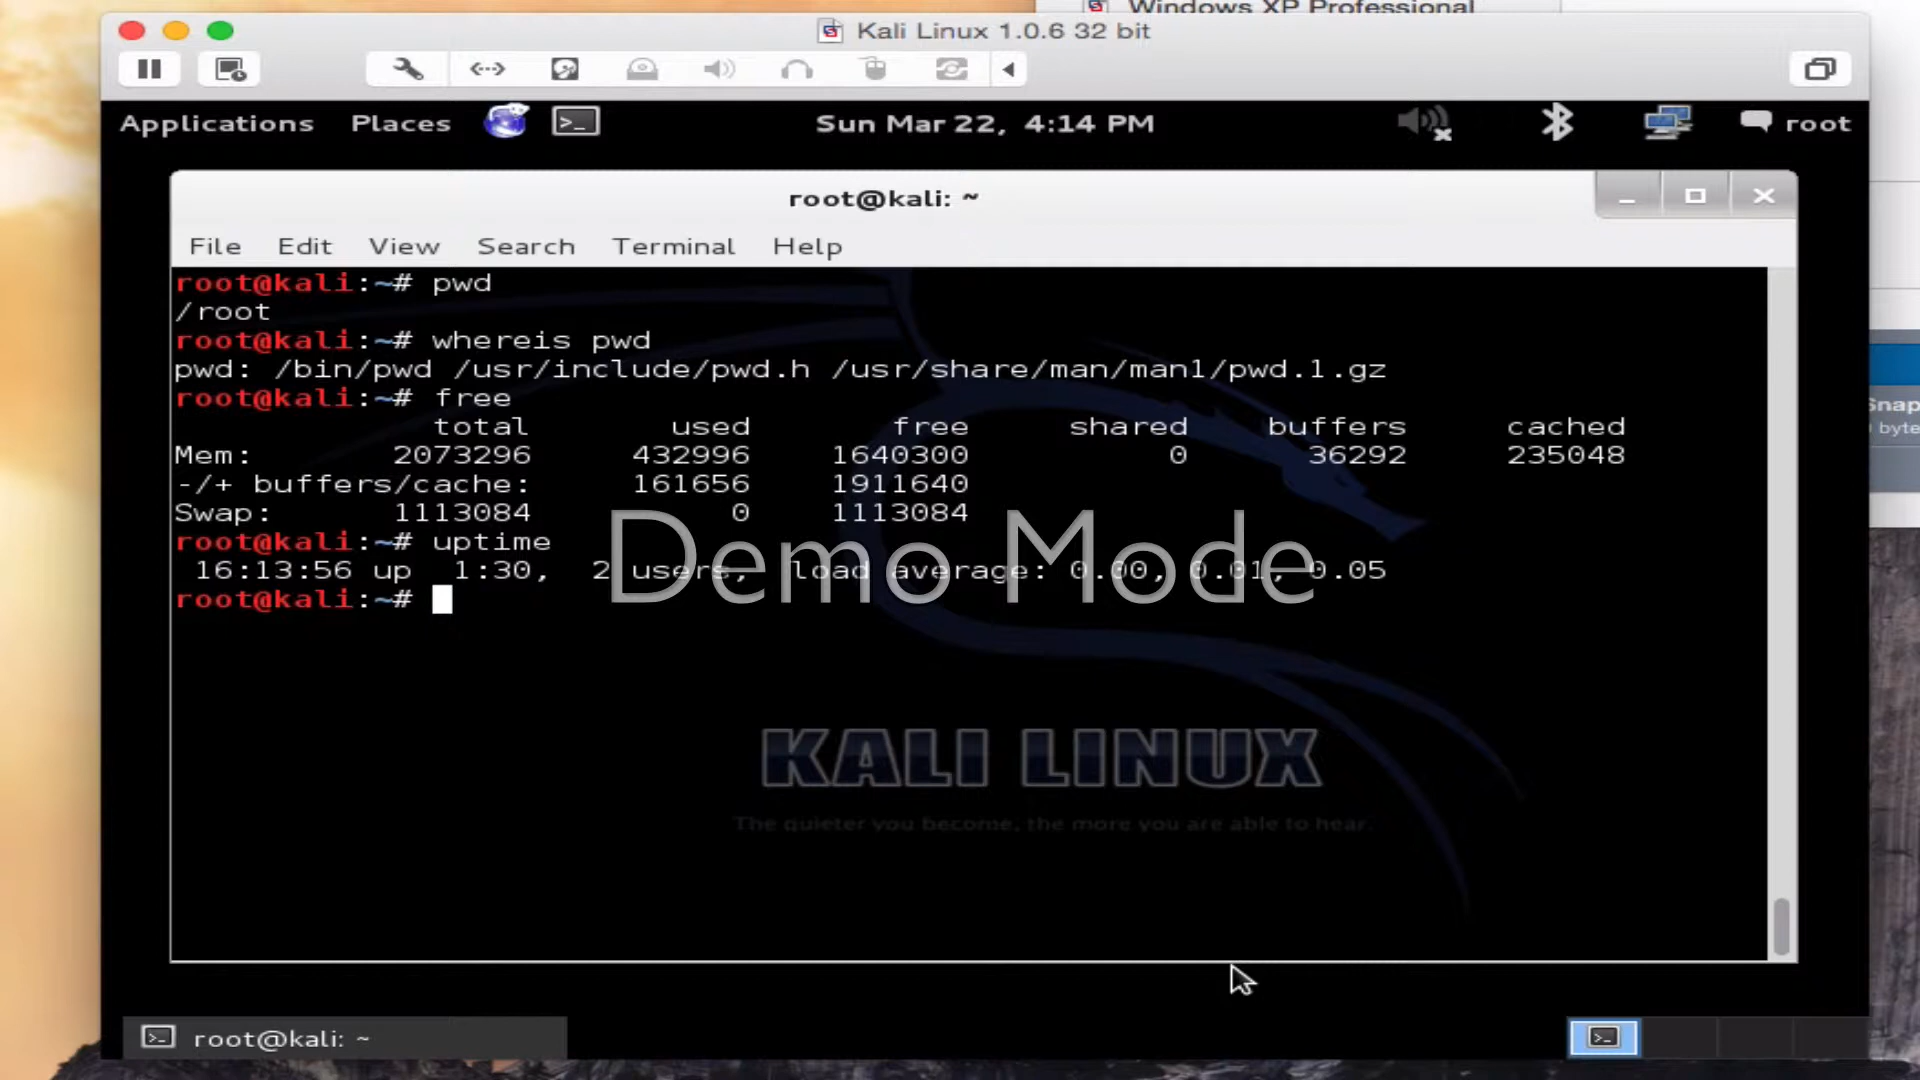 Windows XP Professional
Kali Linux 1.0.6 32 bit
Applications Places Sun Mar 22, 4:14 PM root
root@kali: ~
File Edit View Search Terminal Help
root@kali:~# pwd
/root
root@kali:~# whereis pwd
pwd: /bin/pwd /usr/include/pwd.h /usr/share/man/man1/pwd.1.gz
root@kali:~# free
total used free shared buffers cached
Mem: 2073296 432996 1640300 0 36292 235048
-/+ buffers/cache: 161656 1911640
Swap: 1113084 0 1113084
root@kali:~# uptime
16:13:56 up 1:30, 2 users, load average: 0.00, 0.01, 0.05
root@kali:~#
Demo Mode
KALI LINUX
The quieter you become, the more you are able to hear.
Snap
byte
root@kali: ~